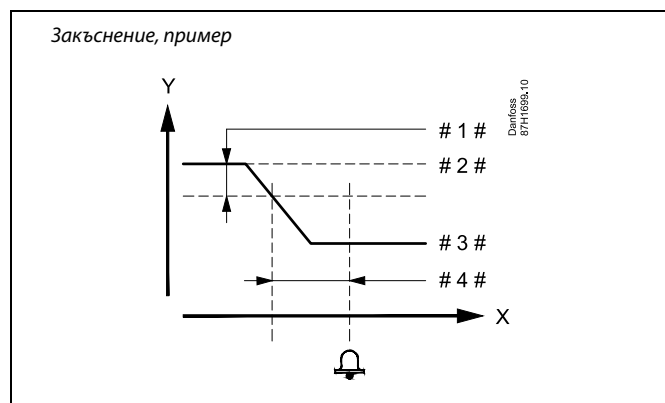 Закъснение, пример
Y
# 1 #
Danfoss
87H1699.10
# 2 #
# 3 #
# 4 #
X